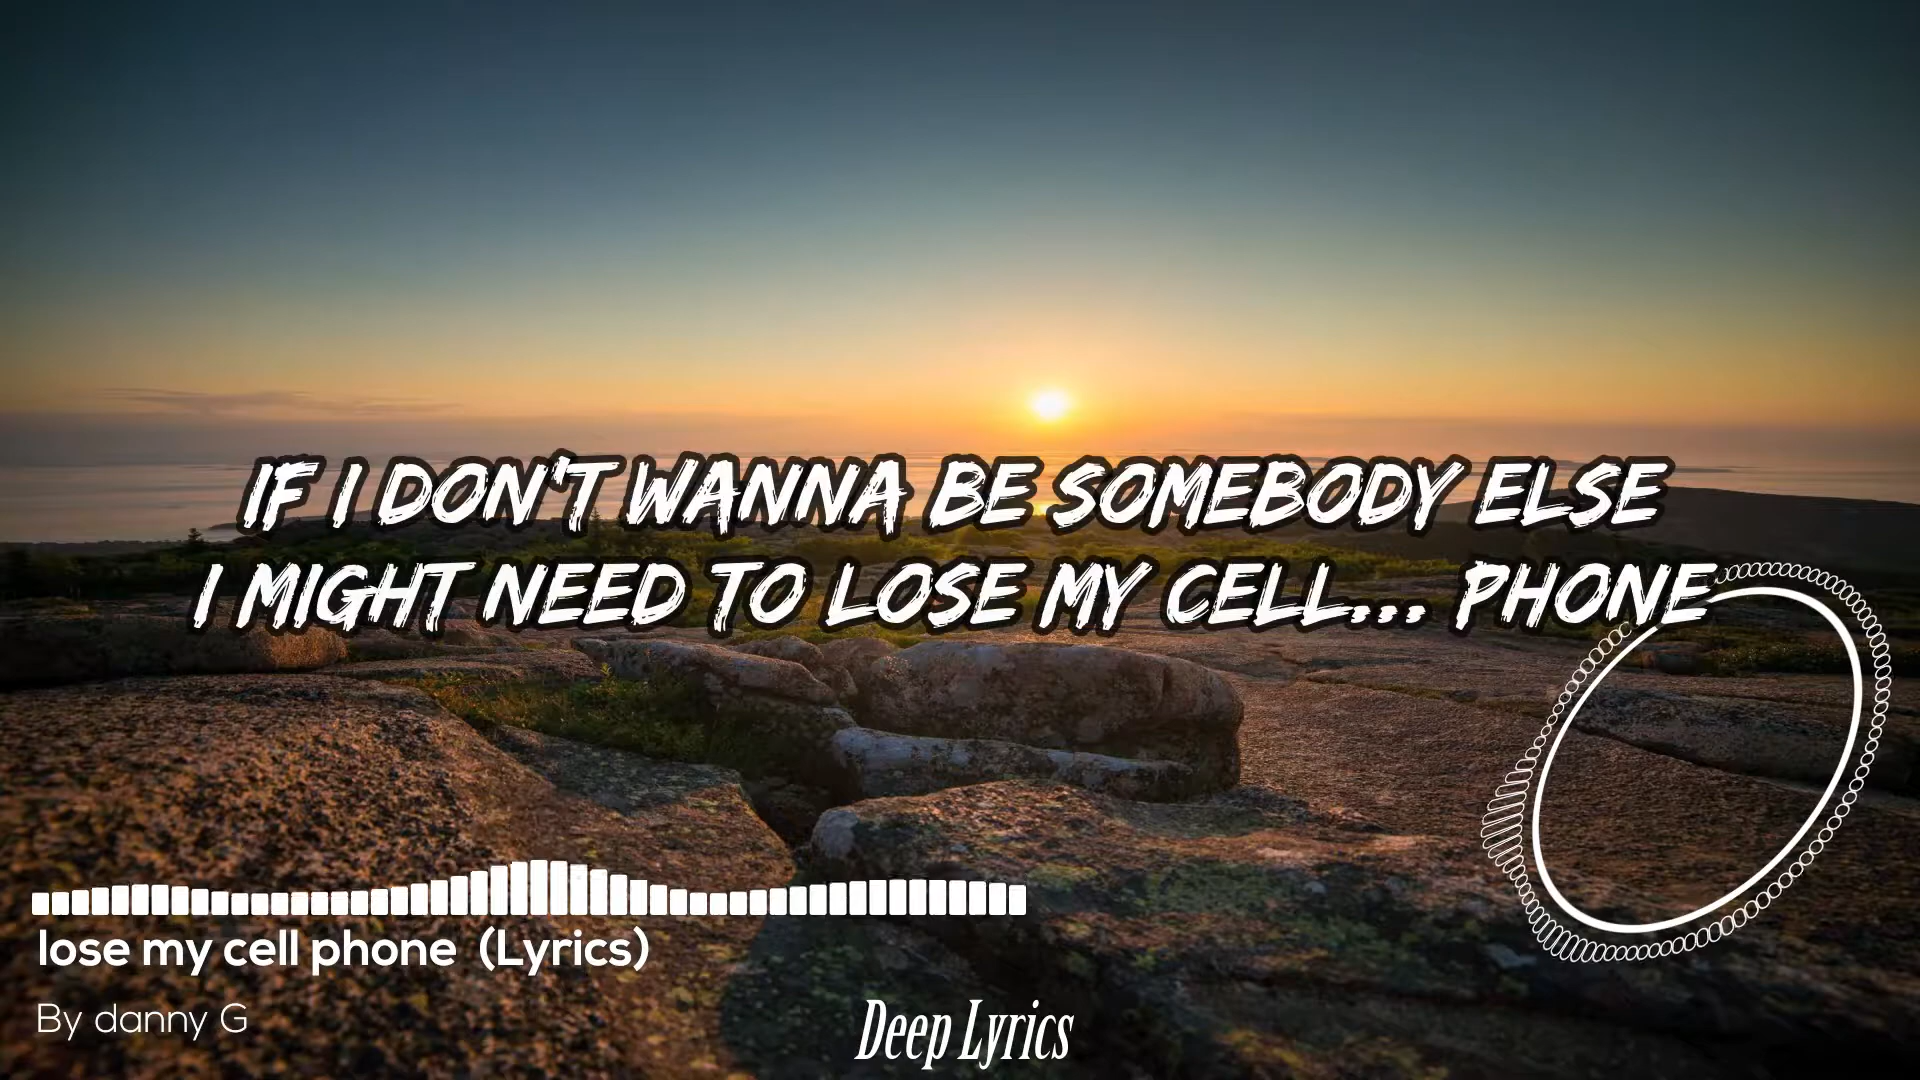 IF I DON'T WANNA BE SOMEBODY ELSE
I MIGHT NEED TO LOSE MY CELL... PHONE
lose my cell phone (Lyrics)
By danny G
Deep Lyrics